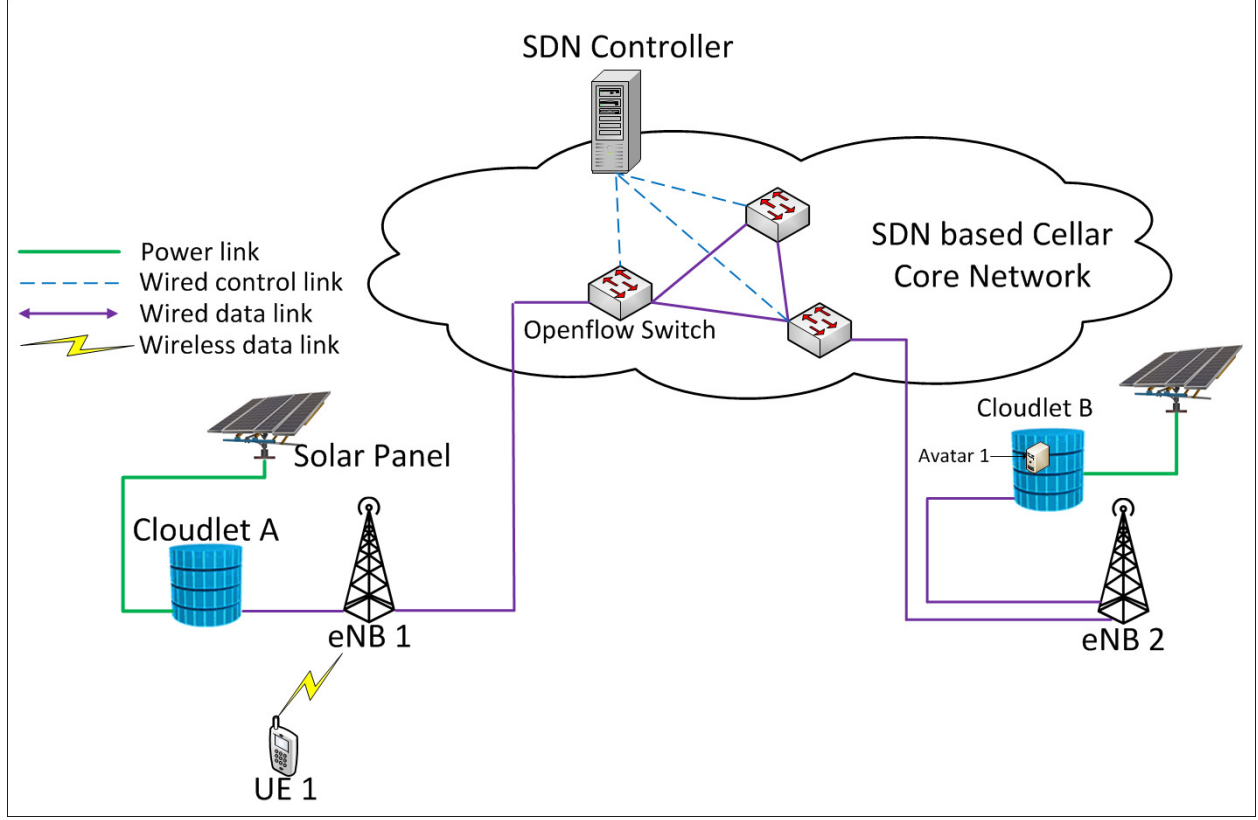 SDN Controller
SDN based Cellar
Core Network
Power link
Wired control link
Wired data link
Wireless data link
Openflow Switch
Solar Panel
Cloudlet A
eNB 1
UE 1
Cloudlet B
Avatar 1
eNB 2